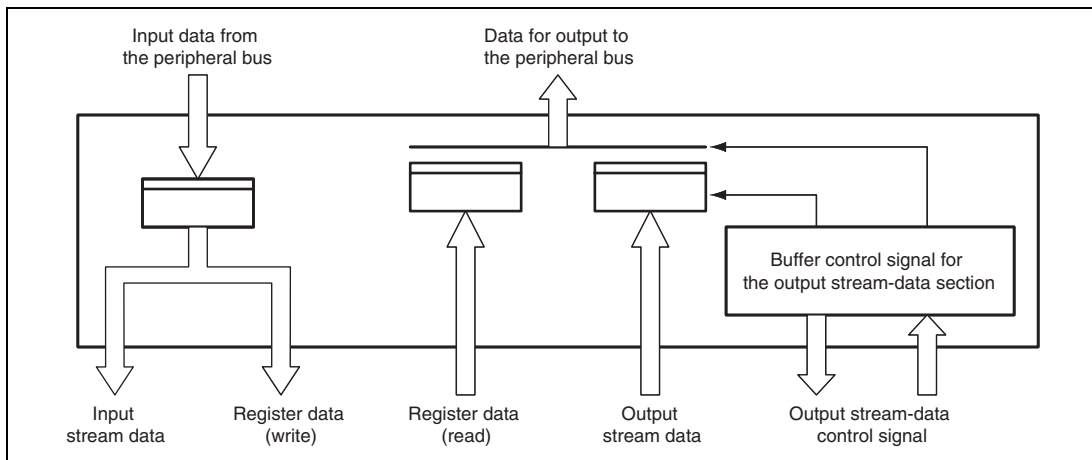 Input data from
the peripheral bus
Data for output to
the peripheral bus
Buffer control signal for
the output stream-data section
Input
stream data
Register data
(write)
Register data
(read)
Output
stream data
Output stream-data
control signal